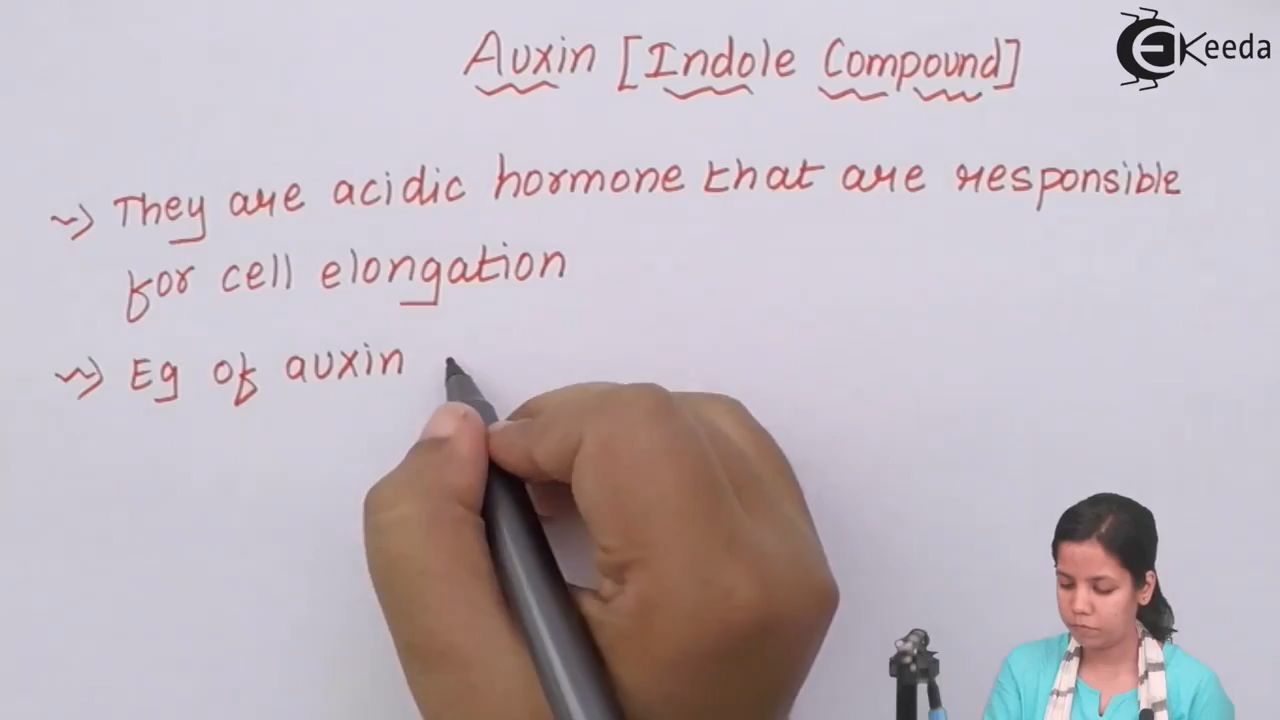 Auxin [Indole Compound]
EKeeda
~> They are acidic hormone that are responsible
for cell elongation
~> Eg of auxin